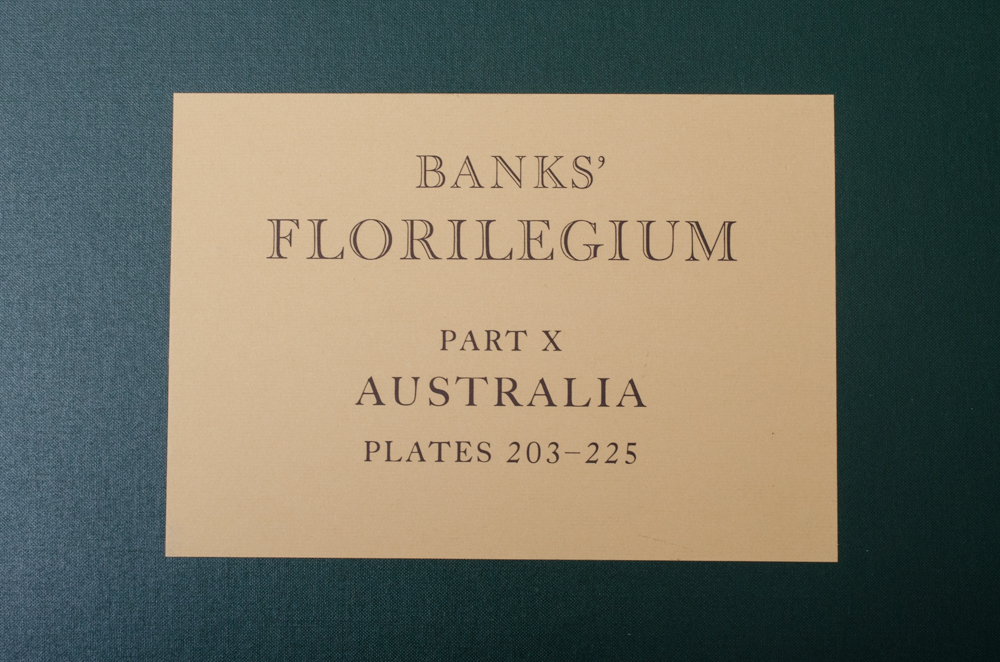 BANKS’
FLORILEGIUM
PART X
AUSTRALIA
PLATES 203–225